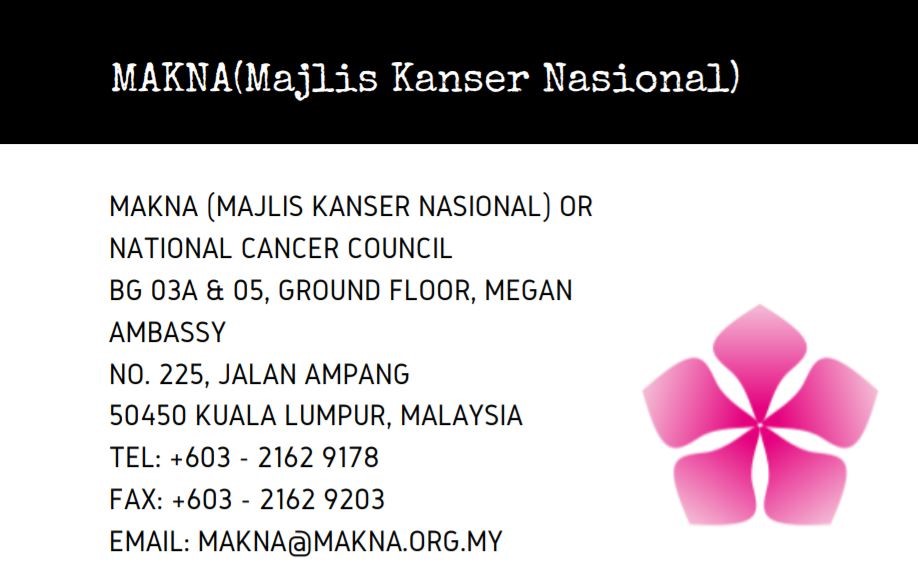 MAKNA(Majlis Kanser Nasional)
MAKNA (MAJLIS KANSER NASIONAL) OR
NATIONAL CANCER COUNCIL
BG 03A & 05, GROUND FLOOR, MEGAN
AMBASSY
NO. 225, JALAN AMPANG
50450 KUALA LUMPUR, MALAYSIA
TEL: +603 - 2162 9178
FAX: +603 - 2162 9203
EMAIL: MAKNA@MAKNA.ORG.MY